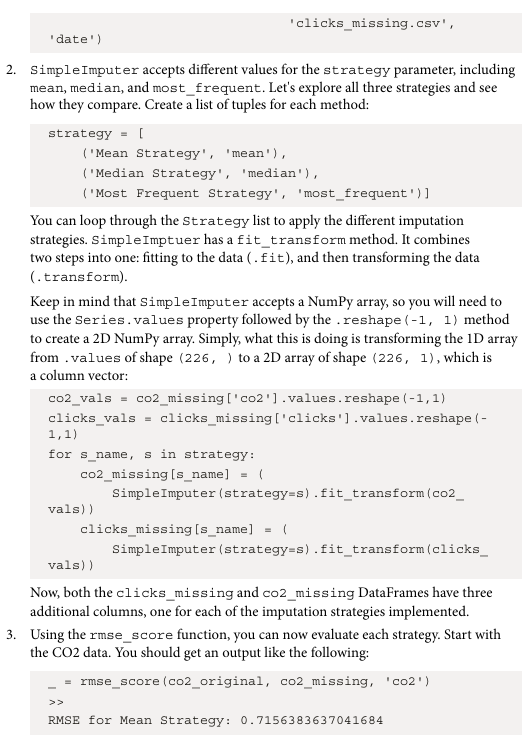 'clicks_missing.csv',
'date')
2. SimpleImputer accepts different values for the strategy parameter, including
mean, median, and most_frequent. Let's explore all three strategies and see
how they compare. Create a list of tuples for each method:
strategy = [
('Mean Strategy', 'mean'),
('Median Strategy', 'median'),
('Most Frequent Strategy', 'most_frequent')]
You can loop through the Strategy list to apply the different imputation
strategies. SimpleImptuer has a fit_transform method. It combines
two steps into one: fitting to the data (.fit), and then transforming the data
(.transform).
Keep in mind that SimpleImputer accepts a NumPy array, so you will need to
use the Series.values property followed by the .reshape(-1, 1) method
to create a 2D NumPy array. Simply, what this is doing is transforming the 1D array
from .values of shape (226, ) to a 2D array of shape (226, 1), which is
a column vector:
co2_vals = co2_missing['co2'].values.reshape(-1,1)
clicks_vals = clicks_missing['clicks'].values.reshape(-
1,1)
for s_name, s in strategy:
co2_missing[s_name] = (
SimpleImputer(strategy=s).fit_transform(co2_
vals))
clicks_missing[s_name] = (
SimpleImputer(strategy=s).fit_transform(clicks_
vals))
Now, both the clicks_missing and co2_missing DataFrames have three
additional columns, one for each of the imputation strategies implemented.
3. Using the rmse_score function, you can now evaluate each strategy. Start with
the CO2 data. You should get an output like the following:
_ = rmse_score(co2_original, co2_missing, 'co2')
>>
RMSE for Mean Strategy: 0.7156383637041684